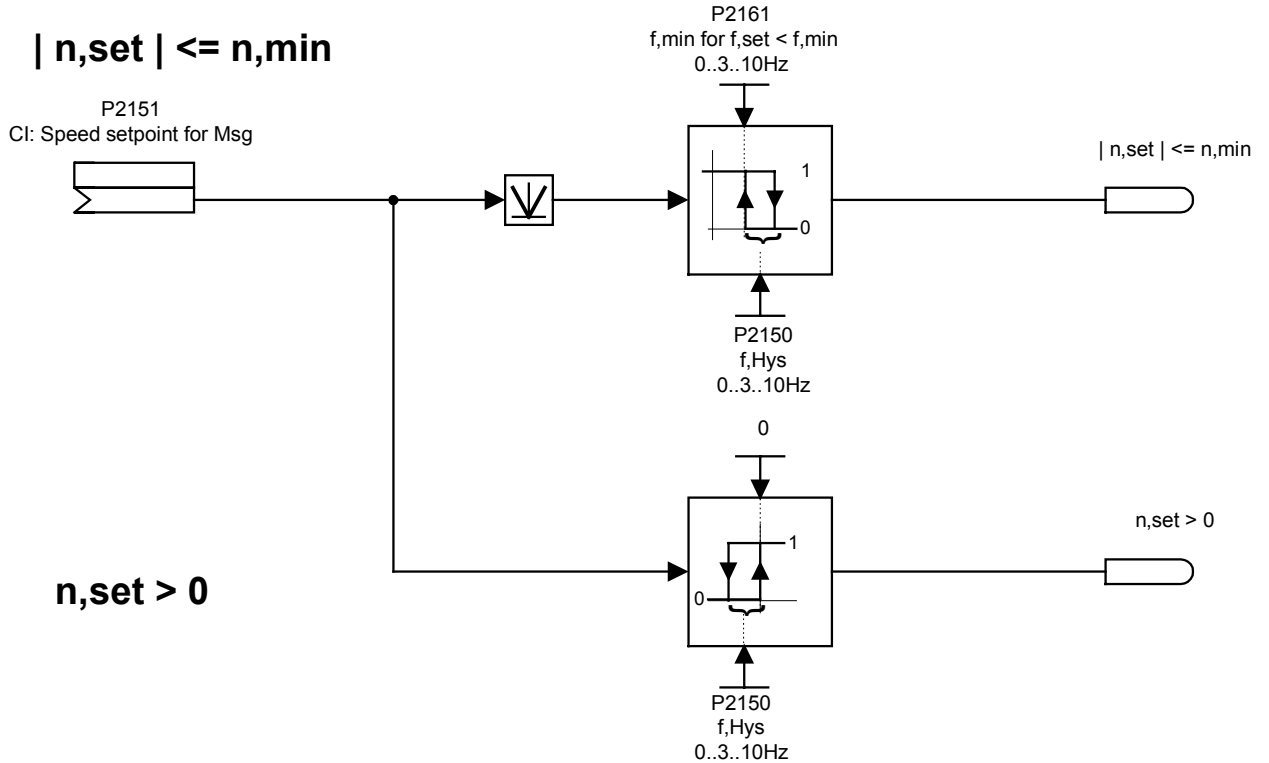 | n,set | <= n,min
P2161
f,min for f,set < f,min
0..3..10Hz
P2151
CI: Speed setpoint for Msg
| n,set | <= n,min
1
0
P2150
f,Hys
0..3..10Hz
0
n,set > 0
1
n,set > 0
0
P2150
f,Hys
0..3..10Hz